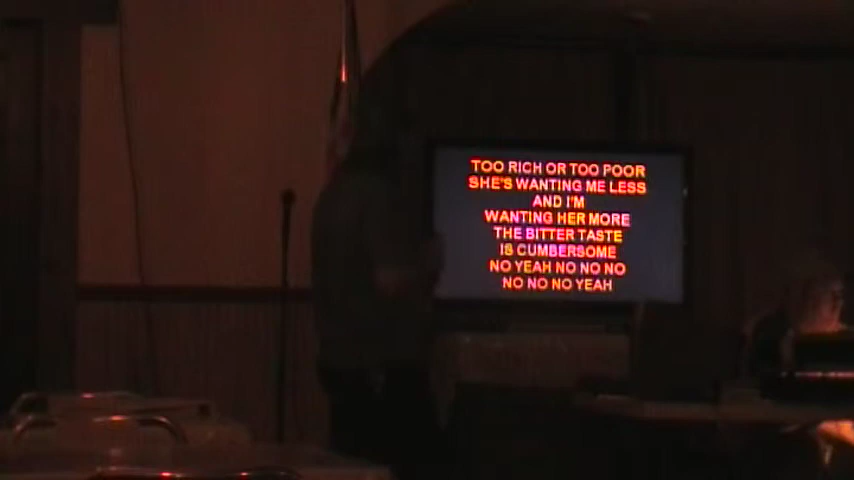 TOO RICH OR TOO POOR
SHE'S WANTING ME LESS
AND I'M
WANTING HER MORE
THE BITTER TASTE
IS CUMBERSOME
NO YEAH NO NO NO
NO NO NO YEAH